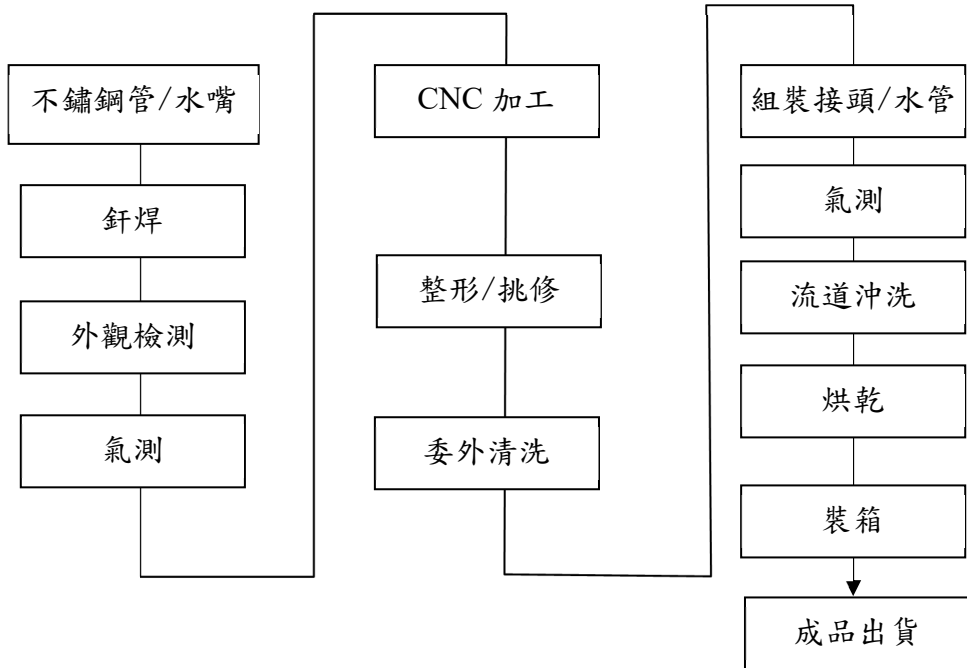 不鏽鋼管/水嘴
釺焊
外觀檢測
氣測
CNC 加工
整形/挑修
委外清洗
組裝接頭/水管
氣測
流道沖洗
烘乾
裝箱
成品出貨